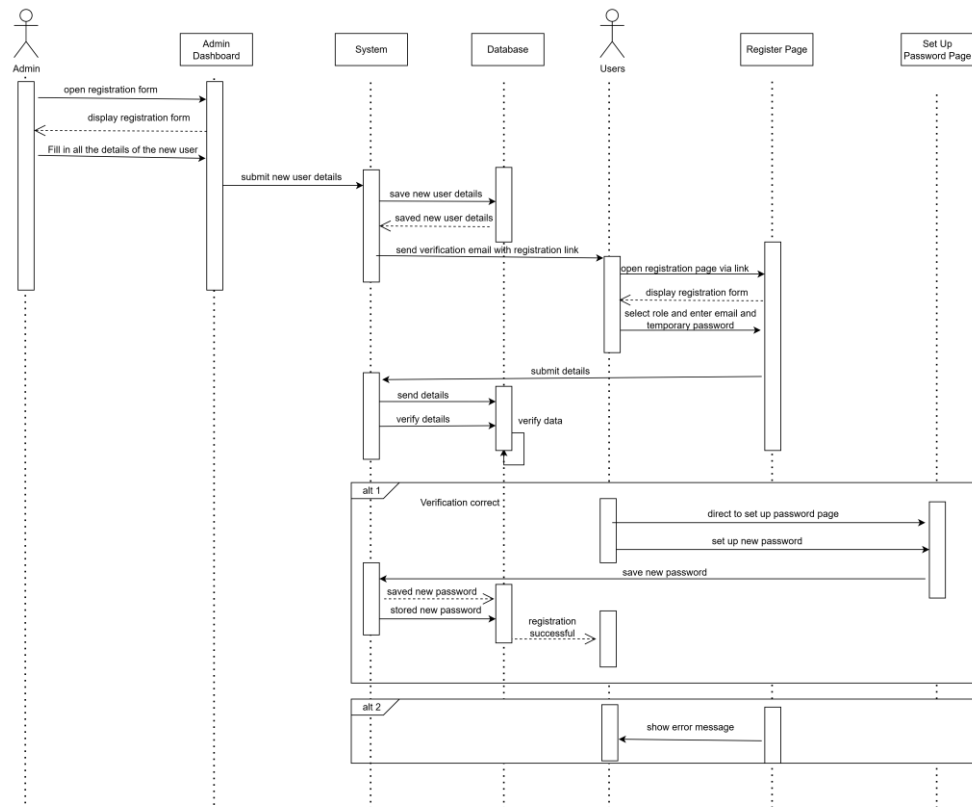 Admin
Admin
Dashboard
System
Database
Users
Register Page
Set Up
Password Page
open registration form
display registration form
Fill in all the details of the new user
submit new user details
save new user details
saved new user details
send verification email with registration link
open registration page via link
display registration form
select role and enter email and
temporary password
submit details
send details
verify details
verify data
alt 1
Verification correct
direct to set up password page
set up new password
save new password
saved new password
stored new password
registration
successful
alt 2
show error message